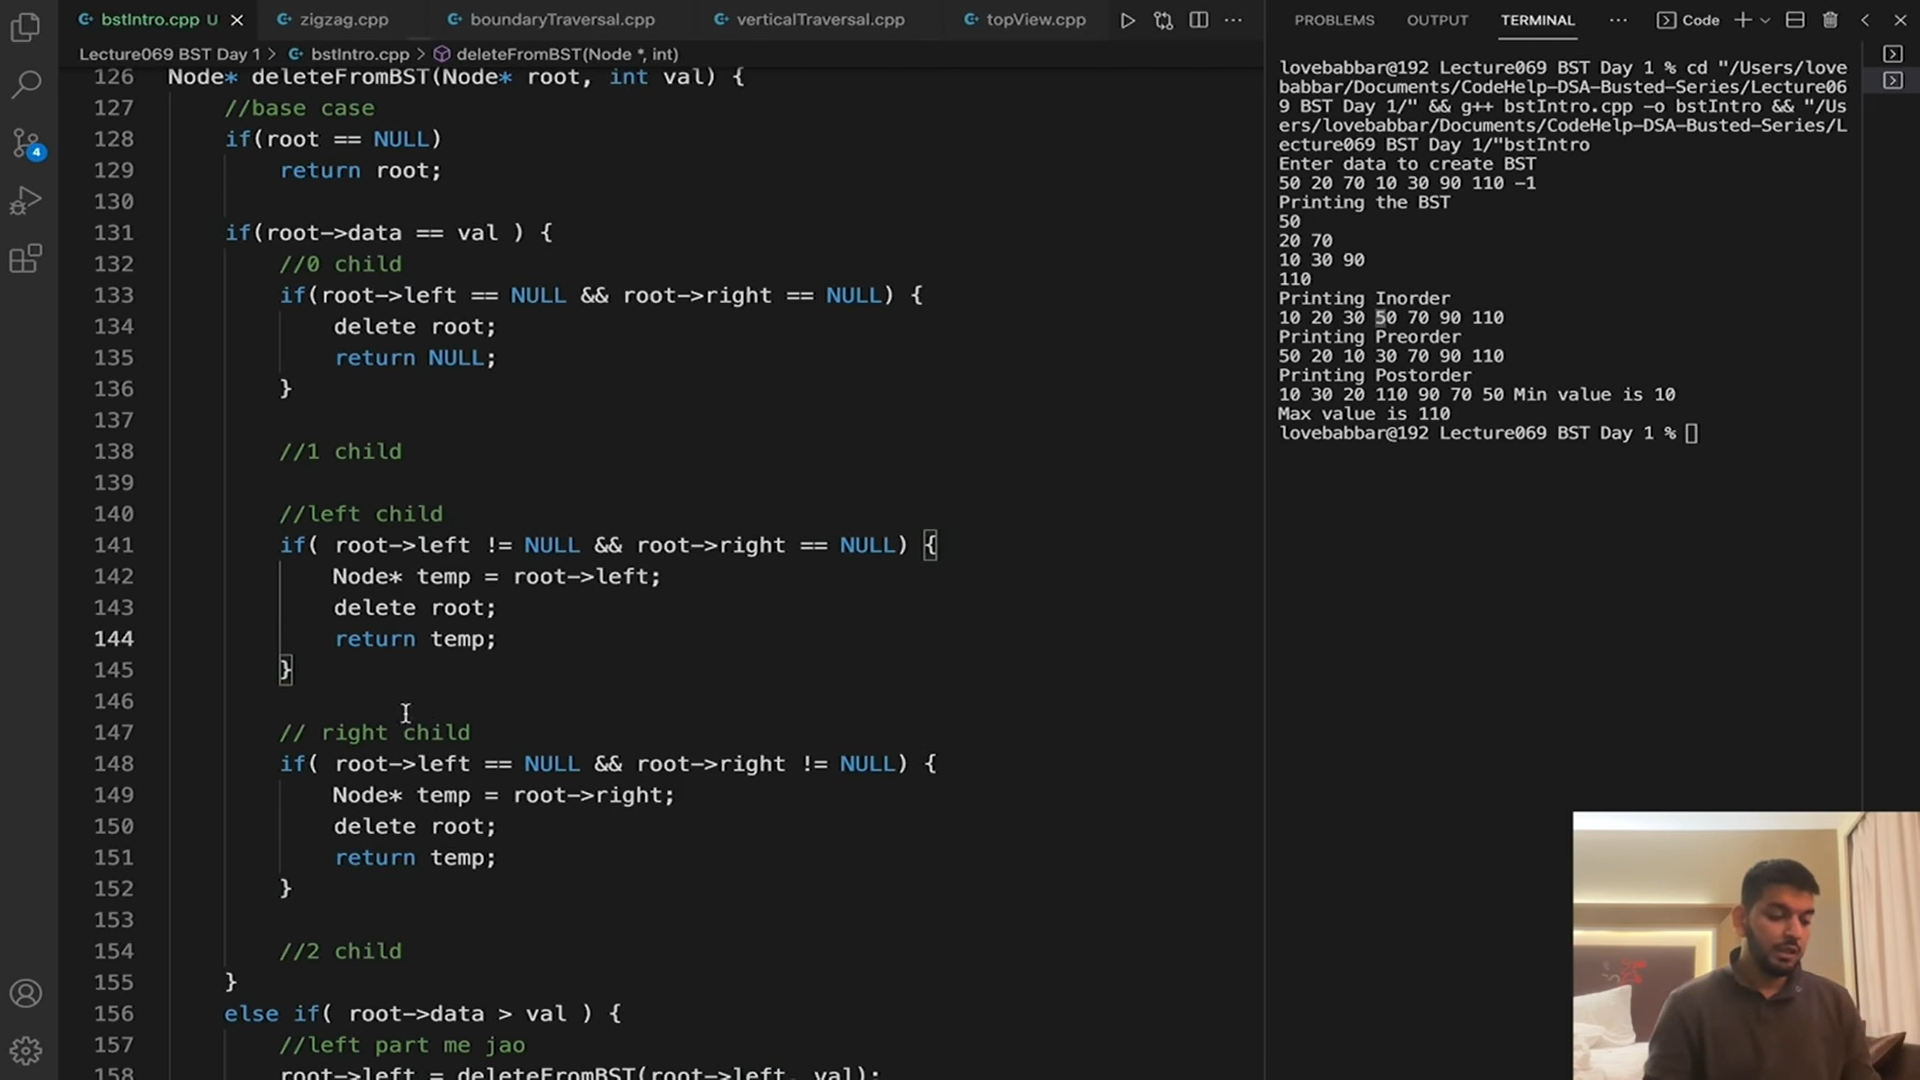 bstIntro.cpp U
zigzag.cpp
boundaryTraversal.cpp
verticalTraversal.cpp
topView.cpp
Lecture069 BST Day 1 > bstIntro.cpp > deleteFromBST(Node *, int)
126 Node* deleteFromBST(Node* root, int val) {
127 //base case
128 if(root == NULL)
129 return root;
130
131 if(root->data == val ) {
132 //0 child
133 if(root->left == NULL && root->right == NULL) {
134 delete root;
135 return NULL;
136 }
137
138 //1 child
139
140 //left child
141 if( root->left != NULL && root->right == NULL) {
142 Node* temp = root->left;
143 delete root;
144 return temp;
145 }
146
147 // right child
148 if( root->left == NULL && root->right != NULL) {
149 Node* temp = root->right;
150 delete root;
151 return temp;
152 }
153
154 //2 child
155 }
156 else if( root->data > val ) {
157 //left part me jao
158 root->left = deleteFromBST(root->left, val);
4
PROBLEMS OUTPUT TERMINAL ··· Code
lovebabbar@192 Lecture069 BST Day 1 % cd "/Users/love
babbar/Documents/CodeHelp-DSA-Busted-Series/Lecture06
9 BST Day 1/" && g++ bstIntro.cpp -o bstIntro && "/Us
ers/lovebabbar/Documents/CodeHelp-DSA-Busted-Series/L
ecture069 BST Day 1/"bstIntro
Enter data to create BST
50 20 70 10 30 90 110 -1
Printing the BST
50
20 70
10 30 90
110
Printing Inorder
10 20 30 50 70 90 110
Printing Preorder
50 20 10 30 70 90 110
Printing Postorder
10 30 20 110 90 70 50 Min value is 10
Max value is 110
lovebabbar@192 Lecture069 BST Day 1 %